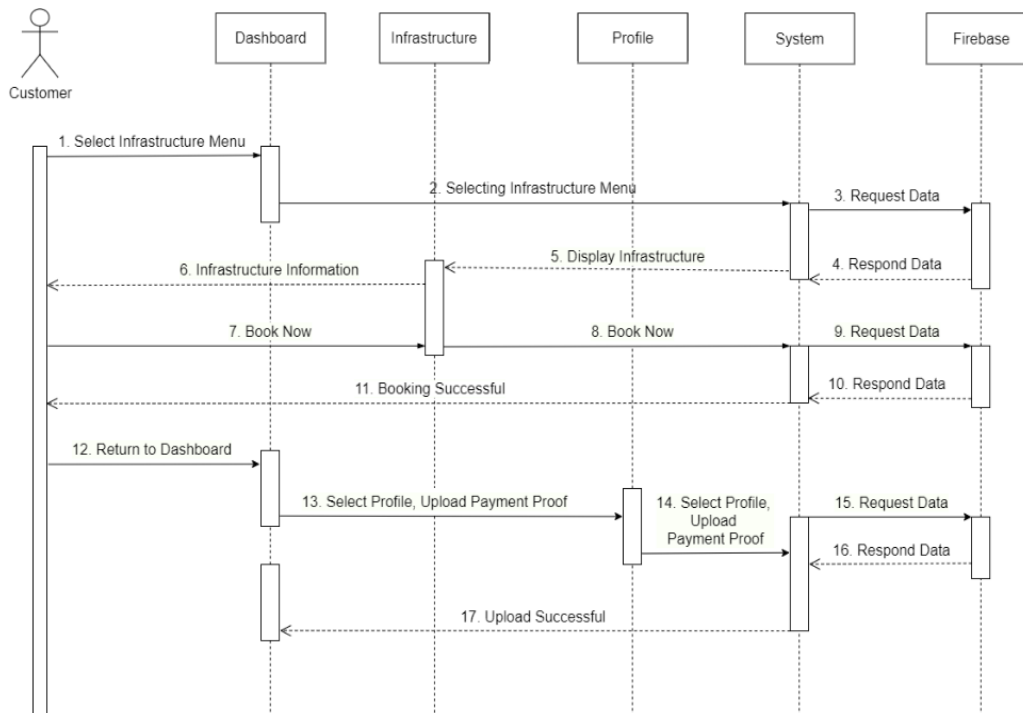 Dashboard
Infrastructure
Profile
System
Firebase
Customer
1. Select Infrastructure Menu
2. Selecting Infrastructure Menu
3. Request Data
4. Respond Data
5. Display Infrastructure
6. Infrastructure Information
7. Book Now
8. Book Now
9. Request Data
10. Respond Data
11. Booking Successful
12. Return to Dashboard
13. Select Profile, Upload Payment Proof
14. Select Profile,
Upload
Payment Proof
15. Request Data
16. Respond Data
17. Upload Successful